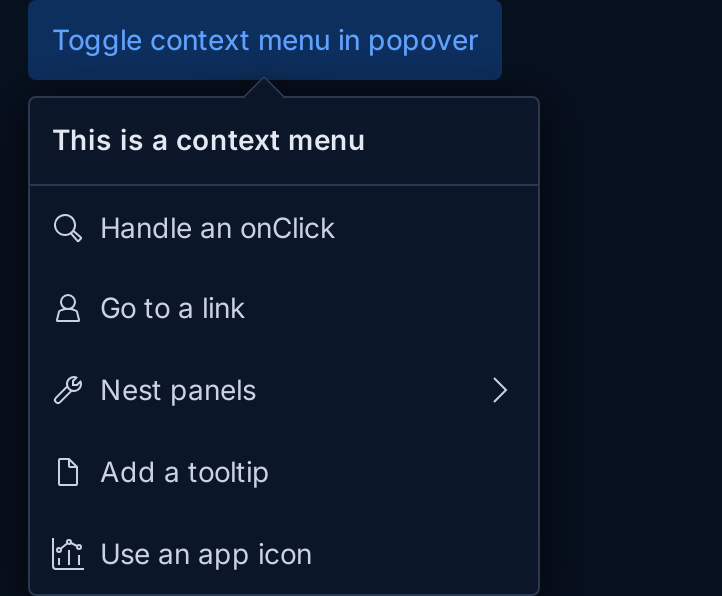 Toggle context menu in popover
This is a context menu
Handle an onClick
Go to a link
Nest panels
Add a tooltip
Use an app icon